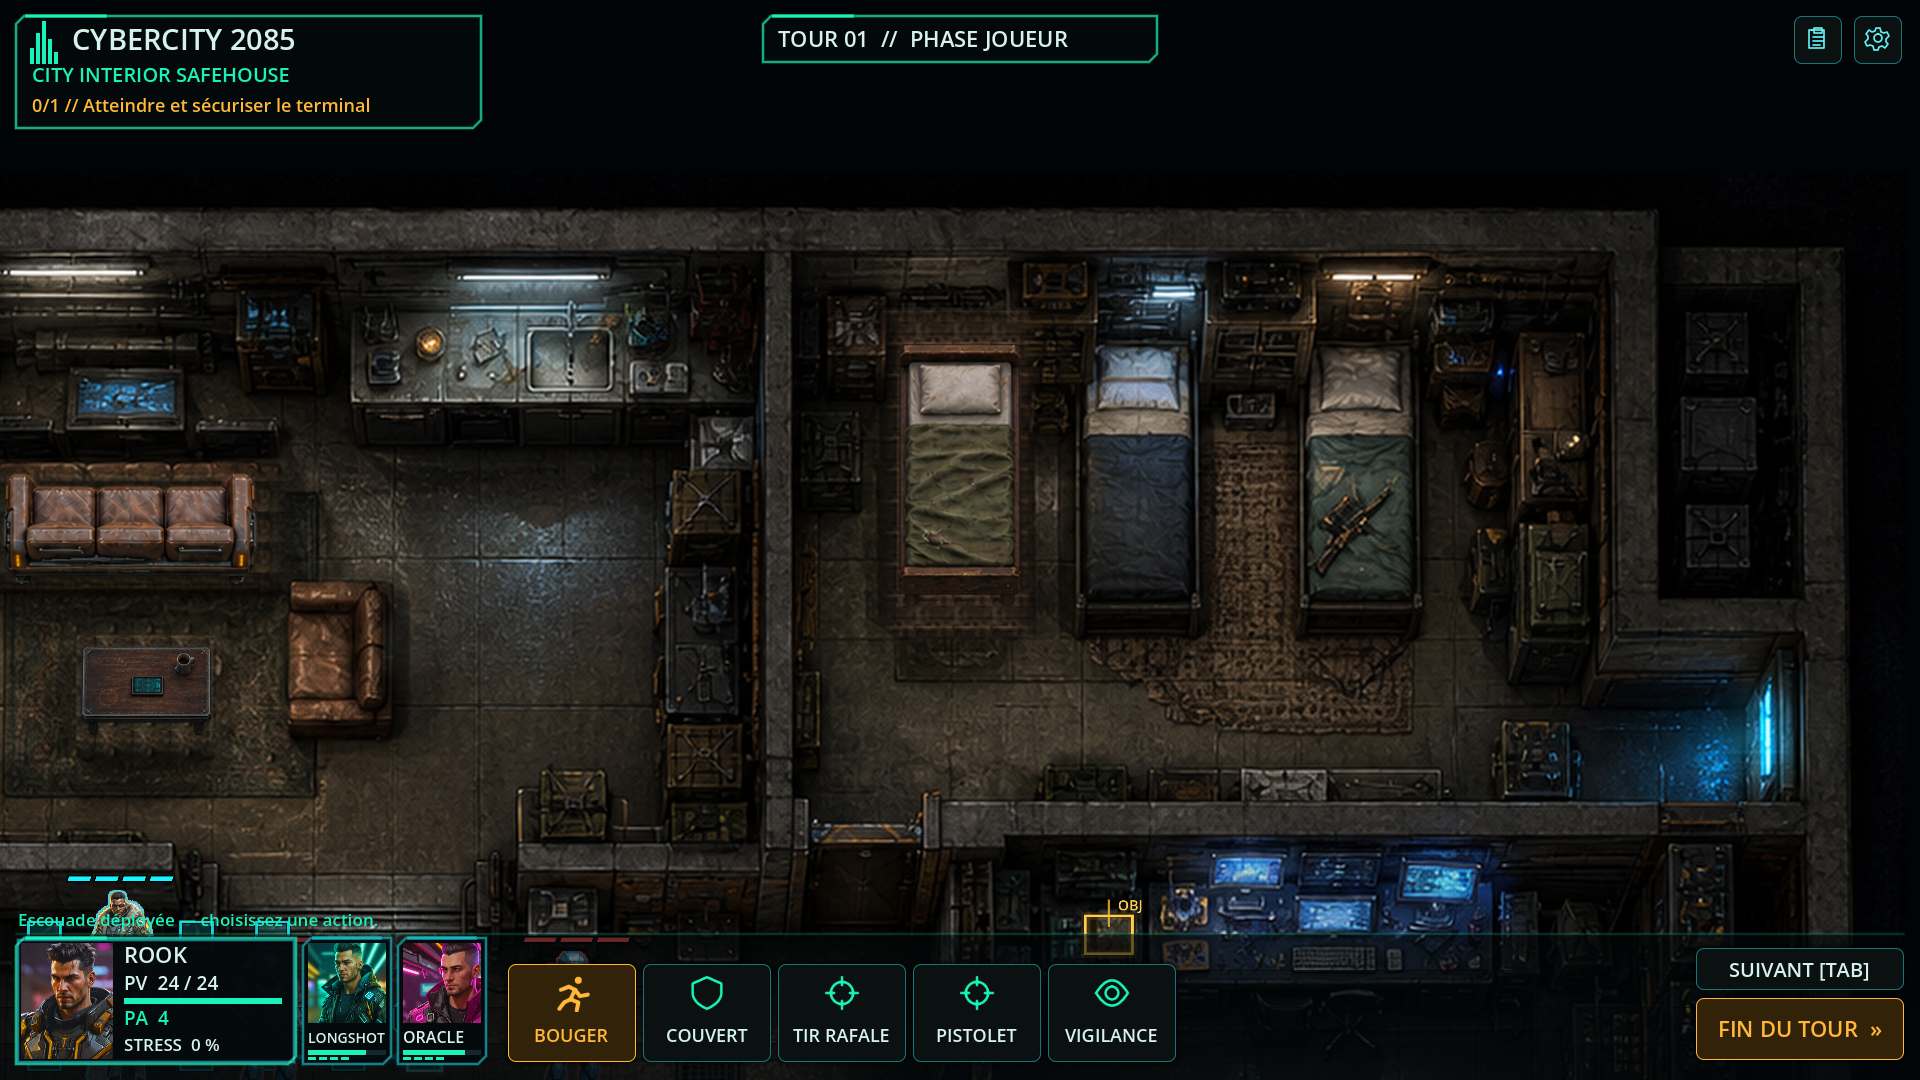 CYBERCITY 2085
CITY INTERIOR SAFEHOUSE
0/1 // Atteindre et sécuriser le terminal
TOUR 01 // PHASE JOUEUR
OBJ
Escouade déployée — choisissez une action.
ROOK
PV 24 / 24
PA 4
STRESS 0 %
LONGSHOT
ORACLE
BOUGER
COUVERT
TIR RAFALE
PISTOLET
VIGILANCE
SUIVANT [TAB]
FIN DU TOUR »